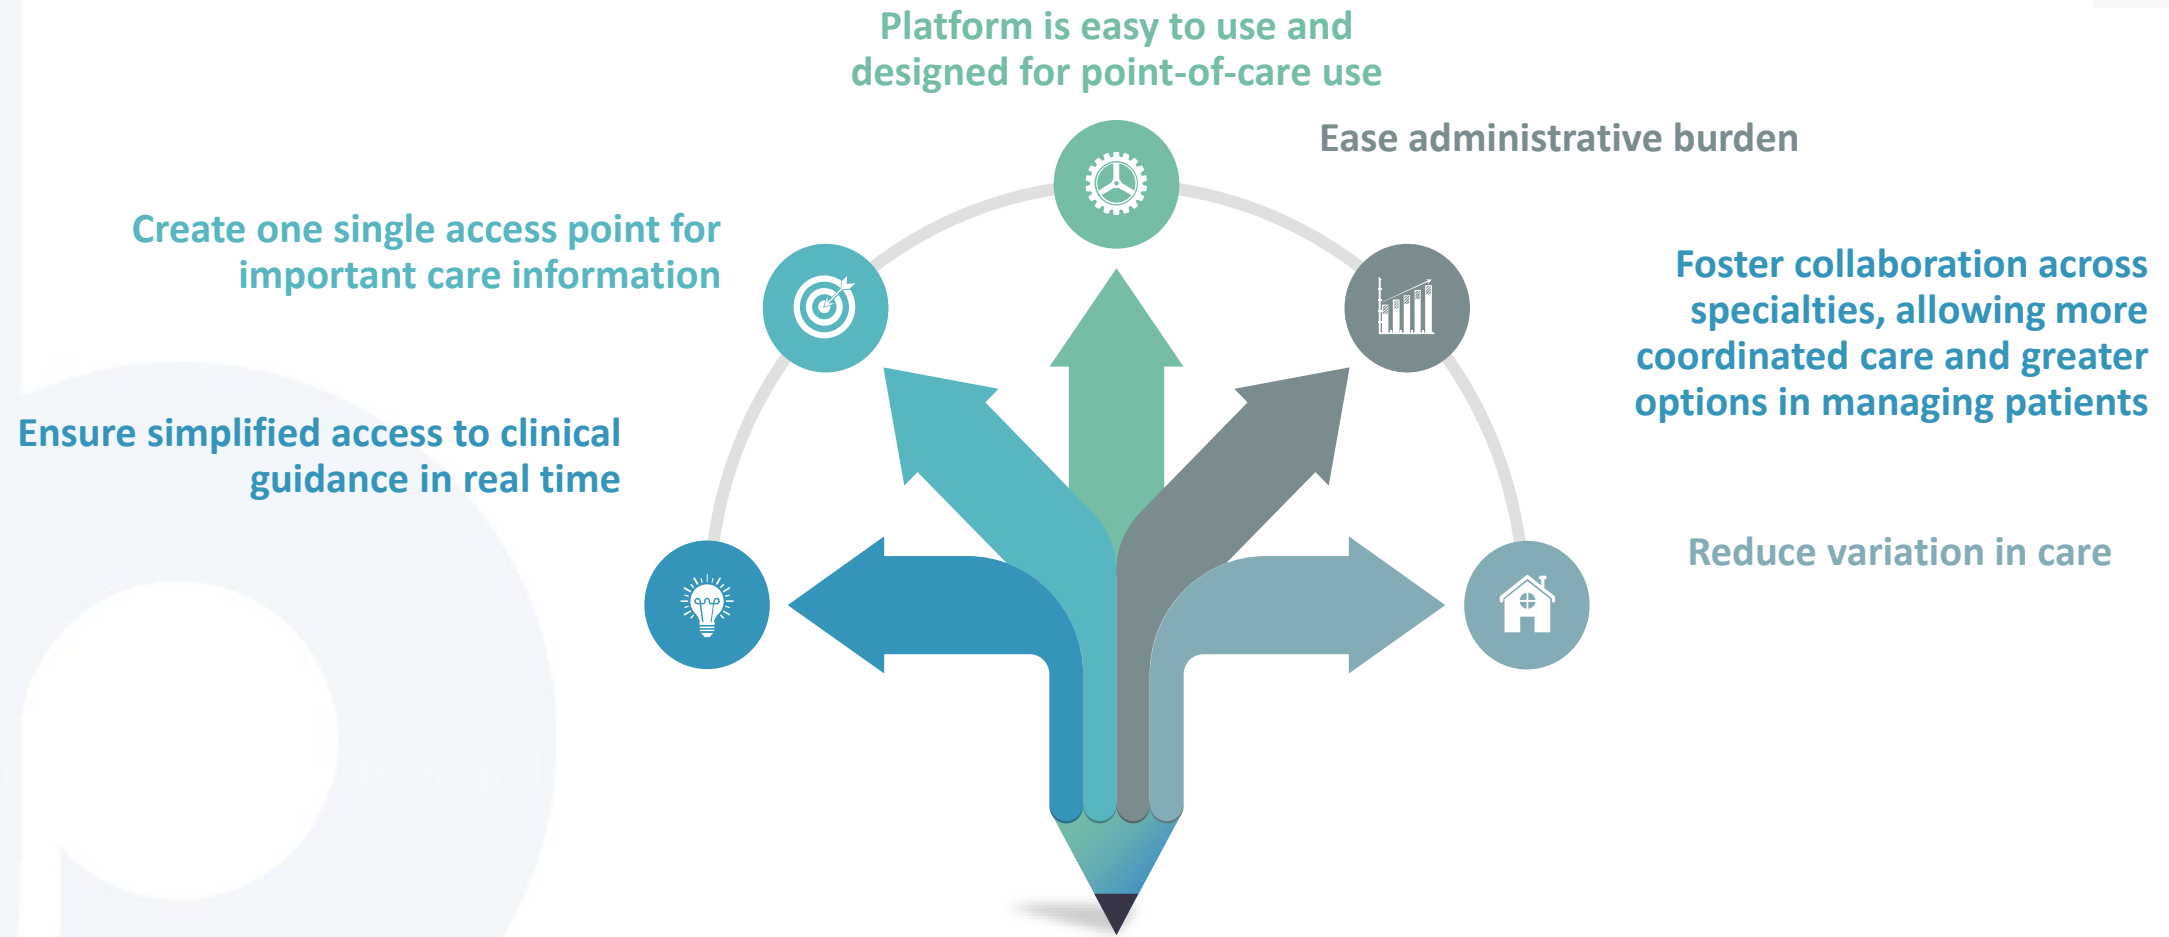 Platform is easy to use and
designed for point-of-care use
Ease administrative burden
Create one single access point for
important care information
Foster collaboration across
specialties, allowing more
coordinated care and greater
options in managing patients
Ensure simplified access to clinical
guidance in real time
Reduce variation in care